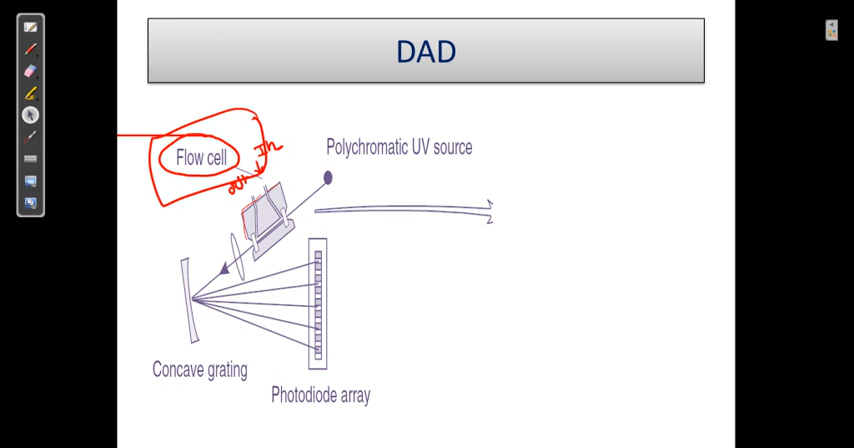 DAD
Polychromatic UV source
Flow cell
In
out
Concave grating
Photodiode array